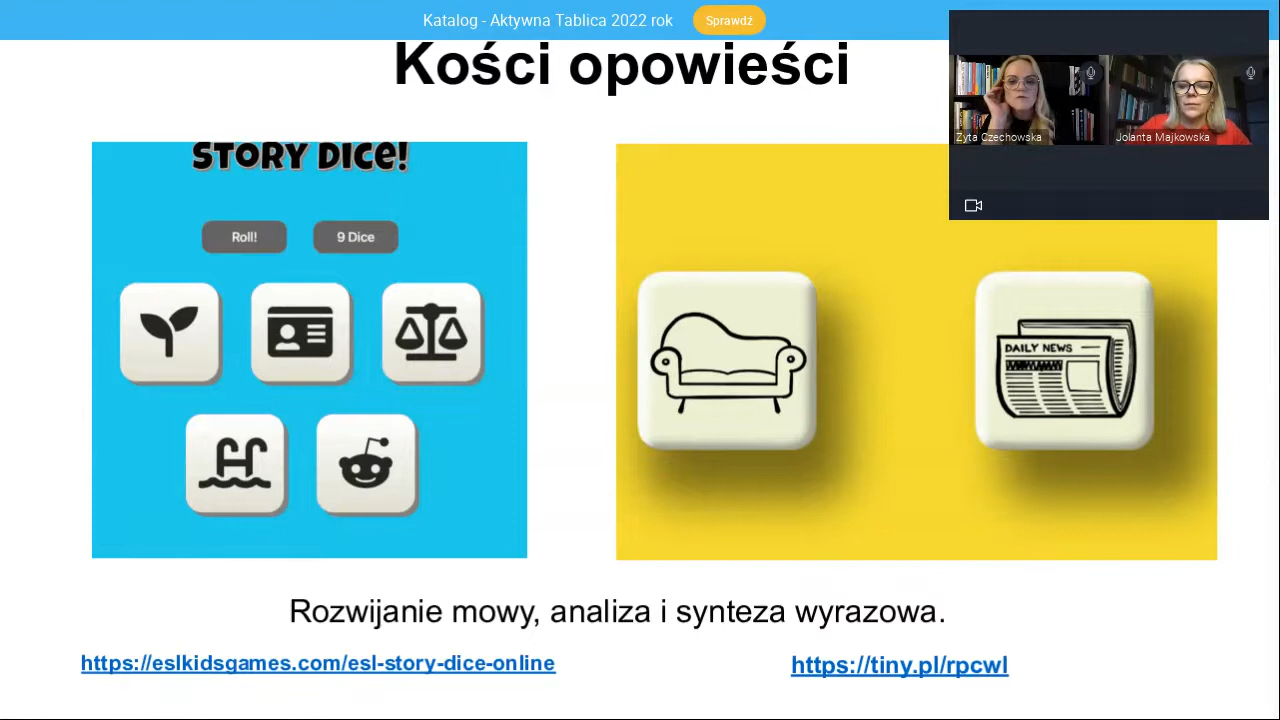 Katalog - Aktywna Tablica 2022 rok
Sprawdź
Kości opowieści
Zyta Czechowska
Jolanta Majkowska
STORY DICE!
Roll!
9 Dice
DAILY NEWS
Rozwijanie mowy, analiza i synteza wyrazowa.
https://eslkidsgames.com/esl-story-dice-online
https://tiny.pl/rpcwl